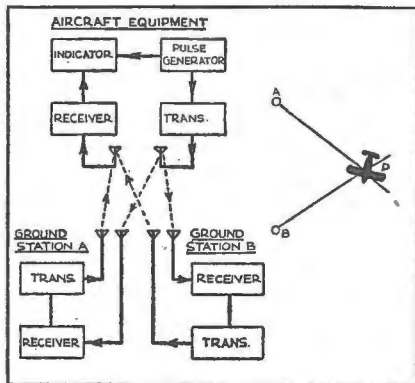 AIRCRAFT EQUIPMENT
INDICATOR
PULSE
GENERATOR
RECEIVER
TRANS.
A
P
B
GROUND
STATION A
GROUND
STATION B
TRANS.
RECEIVER
RECEIVER
TRANS.